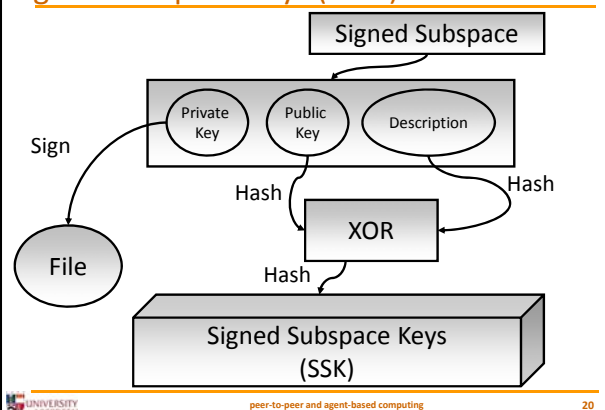 Signed Subspace
Private
Key
Public
Key
Description
Sign
Hash
Hash
XOR
File
Hash
Signed Subspace Keys
(SSK)
UNIVERSITY
peer-to-peer and agent-based computing
20